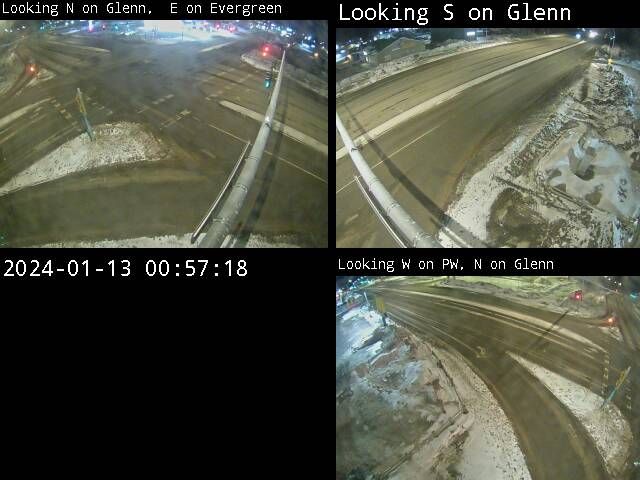 Looking N on Glenn, E on Evergreen
Looking S on Glenn
2024-01-13 00:57:18
Looking W on PW, N on Glenn